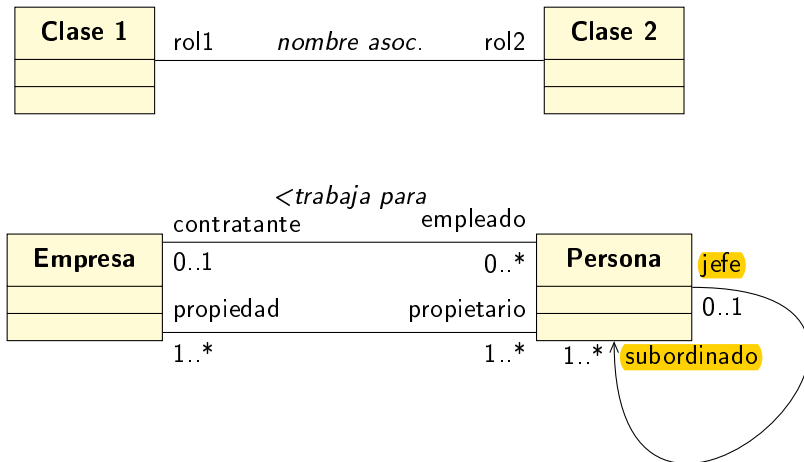 Clase 1
rol1
nombre asoc.
rol2
Clase 2
<trabaja para
contratante
empleado
Empresa
0..1
0..*
Persona
jefe
propiedad
propietario
0..1
1..*
1..*
1..*
subordinado